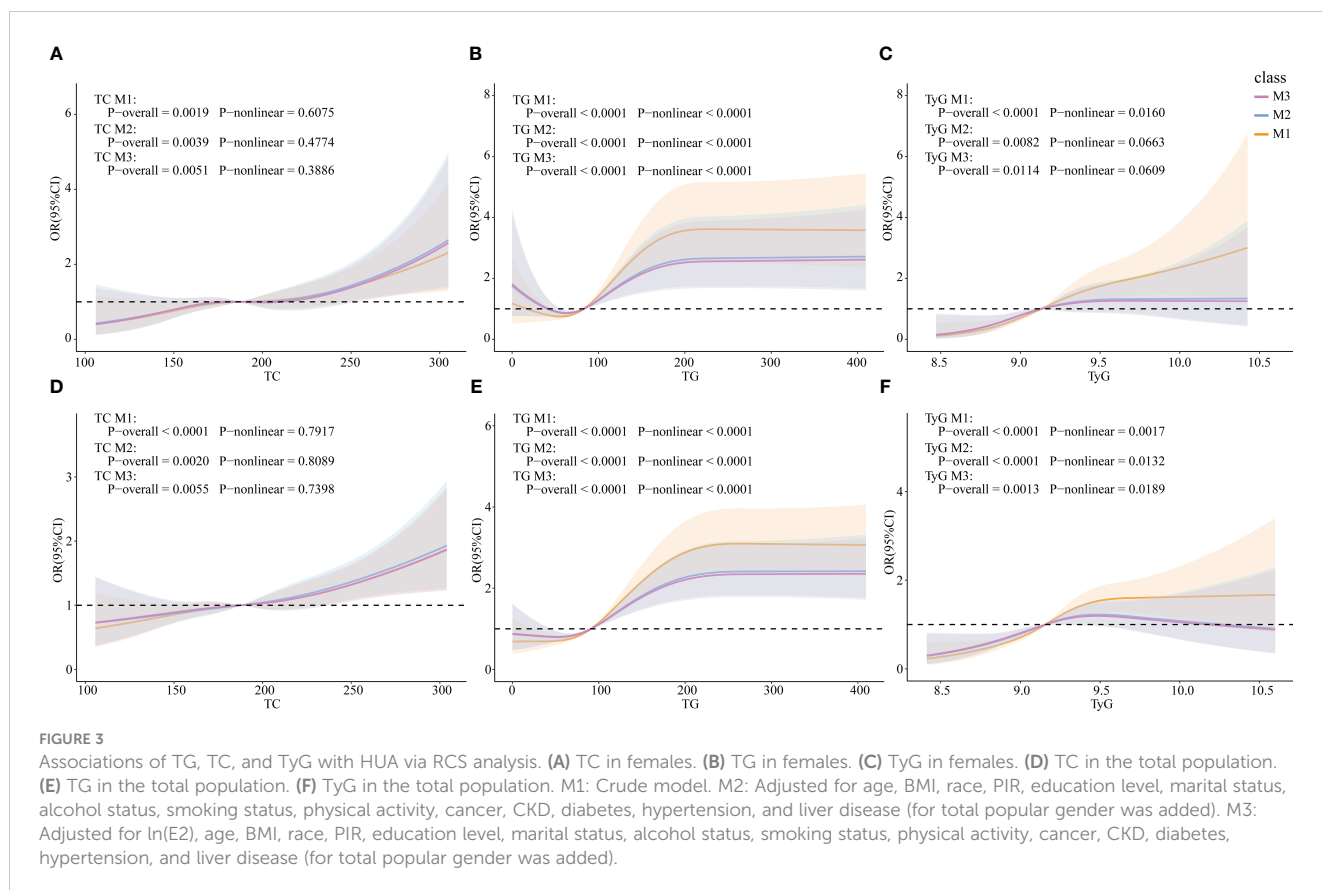 A
TC M1:
P−overall = 0.0019 P−nonlinear = 0.6075
TC M2:
P−overall = 0.0039 P−nonlinear = 0.4774
TC M3:
P−overall = 0.0051 P−nonlinear = 0.3886
OR(95%CI)
6
4
2
0
100 150 200 250 300
TC
B
TG M1:
P−overall < 0.0001 P−nonlinear < 0.0001
TG M2:
P−overall < 0.0001 P−nonlinear < 0.0001
TG M3:
P−overall < 0.0001 P−nonlinear < 0.0001
OR(95%CI)
8
6
4
2
0
0 100 200 300 400
TG
C
TyG M1:
P−overall < 0.0001 P−nonlinear = 0.0160
TyG M2:
P−overall = 0.0082 P−nonlinear = 0.0663
TyG M3:
P−overall = 0.0114 P−nonlinear = 0.0609
OR(95%CI)
8
6
4
2
0
8.5 9.0 9.5 10.0 10.5
TyG
class
M3
M2
M1
D
TC M1:
P−overall < 0.0001 P−nonlinear = 0.7917
TC M2:
P−overall = 0.0020 P−nonlinear = 0.8089
TC M3:
P−overall = 0.0055 P−nonlinear = 0.7398
OR(95%CI)
3
2
1
0
100 150 200 250 300
TC
E
TG M1:
P−overall < 0.0001 P−nonlinear < 0.0001
TG M2:
P−overall < 0.0001 P−nonlinear < 0.0001
TG M3:
P−overall < 0.0001 P−nonlinear < 0.0001
OR(95%CI)
6
4
2
0
0 100 200 300 400
TG
F
TyG M1:
P−overall < 0.0001 P−nonlinear = 0.0017
TyG M2:
P−overall < 0.0001 P−nonlinear = 0.0132
TyG M3:
P−overall = 0.0013 P−nonlinear = 0.0189
OR(95%CI)
4
2
0
8.5 9.0 9.5 10.0 10.5
TyG
FIGURE 3
Associations of TG, TC, and TyG with HUA via RCS analysis. (A) TC in females. (B) TG in females. (C) TyG in females. (D) TC in the total population.
(E) TG in the total population. (F) TyG in the total population. M1: Crude model. M2: Adjusted for age, BMI, race, PIR, education level, marital status,
alcohol status, smoking status, physical activity, cancer, CKD, diabetes, hypertension, and liver disease (for total popular gender was added). M3:
Adjusted for ln(E2), age, BMI, race, PIR, education level, marital status, alcohol status, smoking status, physical activity, cancer, CKD, diabetes,
hypertension, and liver disease (for total popular gender was added).